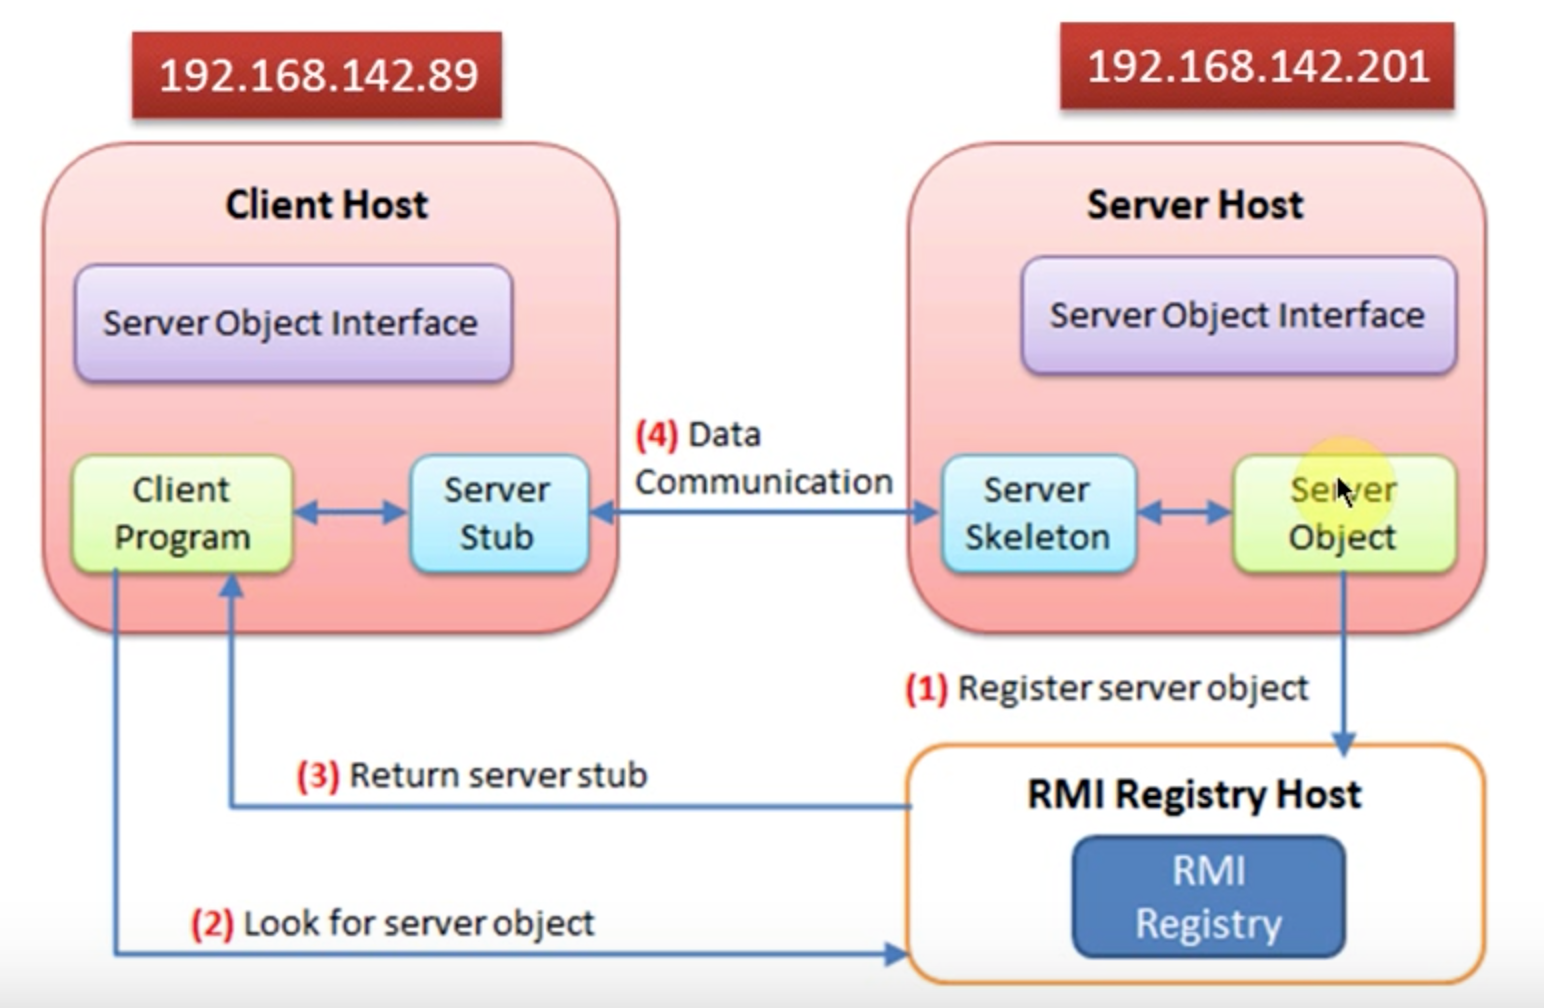 192.168.142.89
192.168.142.201
Client Host
Server Object Interface
Client
Program
Server
Stub
(4) Data
Communication
Server Host
Server Object Interface
Server
Skeleton
Server
Object
(1) Register server object
(3) Return server stub
(2) Look for server object
RMI Registry Host
RMI
Registry